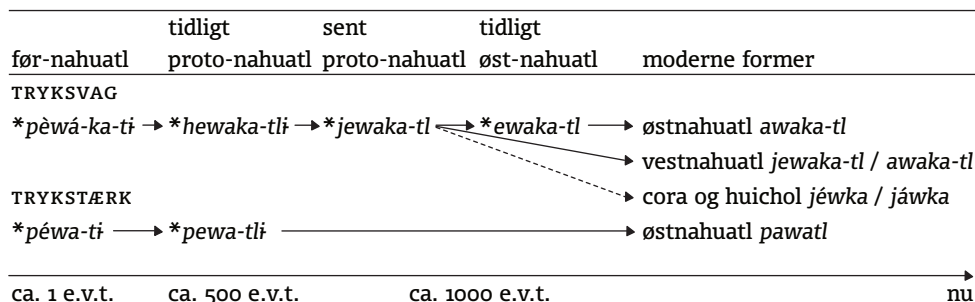 tidligt sent tidligt
før-nahuatl proto-nahuatl proto-nahuatl øst-nahuatl moderne former
TRYKSVAG
*pèwá-ka-tɨ → *hewaka-tlɨ → *jewaka-tl *ewaka-tl → østnahuatl awaka-tl
vestnahuatl jewaka-tl / awaka-tl
cora og huichol jéwka / jáwka
TRYKSTÆRK
*péwa-tɨ → *pewa-tlɨ → østnahuatl pawatl
ca. 1 e.v.t. ca. 500 e.v.t. ca. 1000 e.v.t. nu